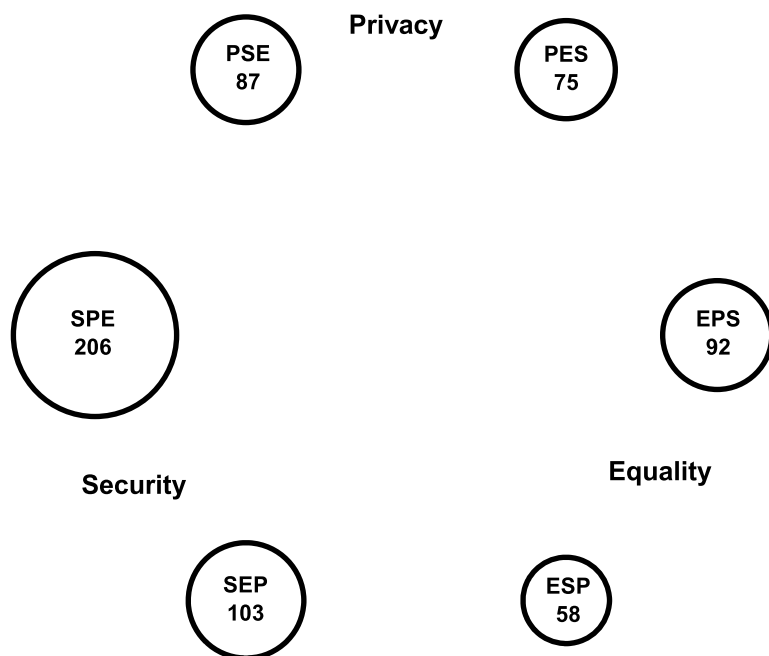 Privacy
PSE
87
PES
75
SPE
206
EPS
92
Security
Equality
SEP
103
ESP
58